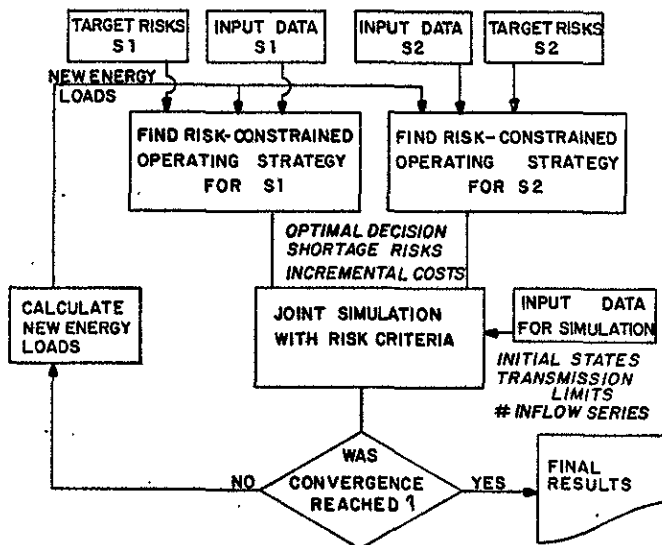 TARGET RISKS
S1
INPUT DATA
S1
INPUT DATA
S2
TARGET RISKS
S2
NEW ENERGY
LOADS
FIND RISK-CONSTRAINED
OPERATING STRATEGY
FOR S1
FIND RISK-CONSTRAINED
OPERATING STRATEGY
FOR S2
OPTIMAL DECISION
SHORTAGE RISKS
INCREMENTAL COSTS
CALCULATE
NEW ENERGY
LOADS
JOINT SIMULATION
WITH RISK CRITERIA
INPUT DATA
FOR SIMULATION
INITIAL STATES
TRANSMISSION
LIMITS
# INFLOW SERIES
WAS
CONVERGENCE
REACHED ?
NO
YES
FINAL
RESULTS